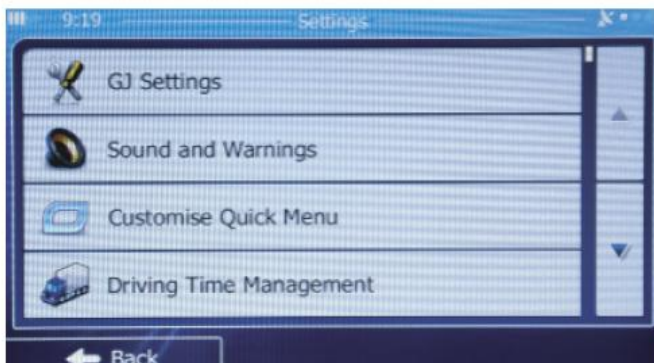 9:19 Settings
GJ Settings
Sound and Warnings
Customise Quick Menu
Driving Time Management
Back